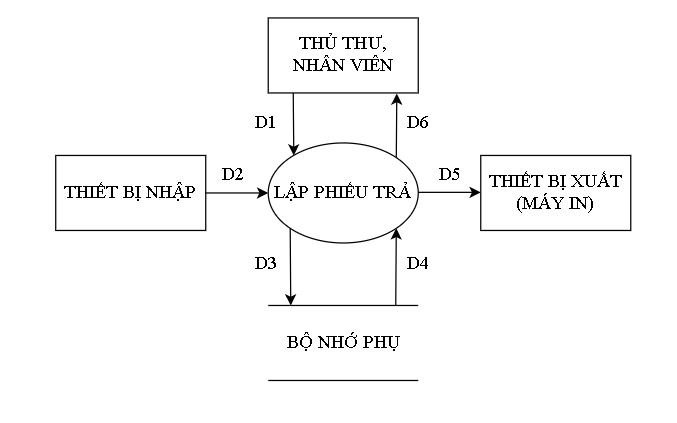 THỦ THƯ,
NHÂN VIÊN
D1
D6
THIẾT BỊ NHẬP
D2
LẬP PHIẾU TRẢ
D5
THIẾT BỊ XUẤT
(MÁY IN)
D3
D4
BỘ NHỚ PHỤ